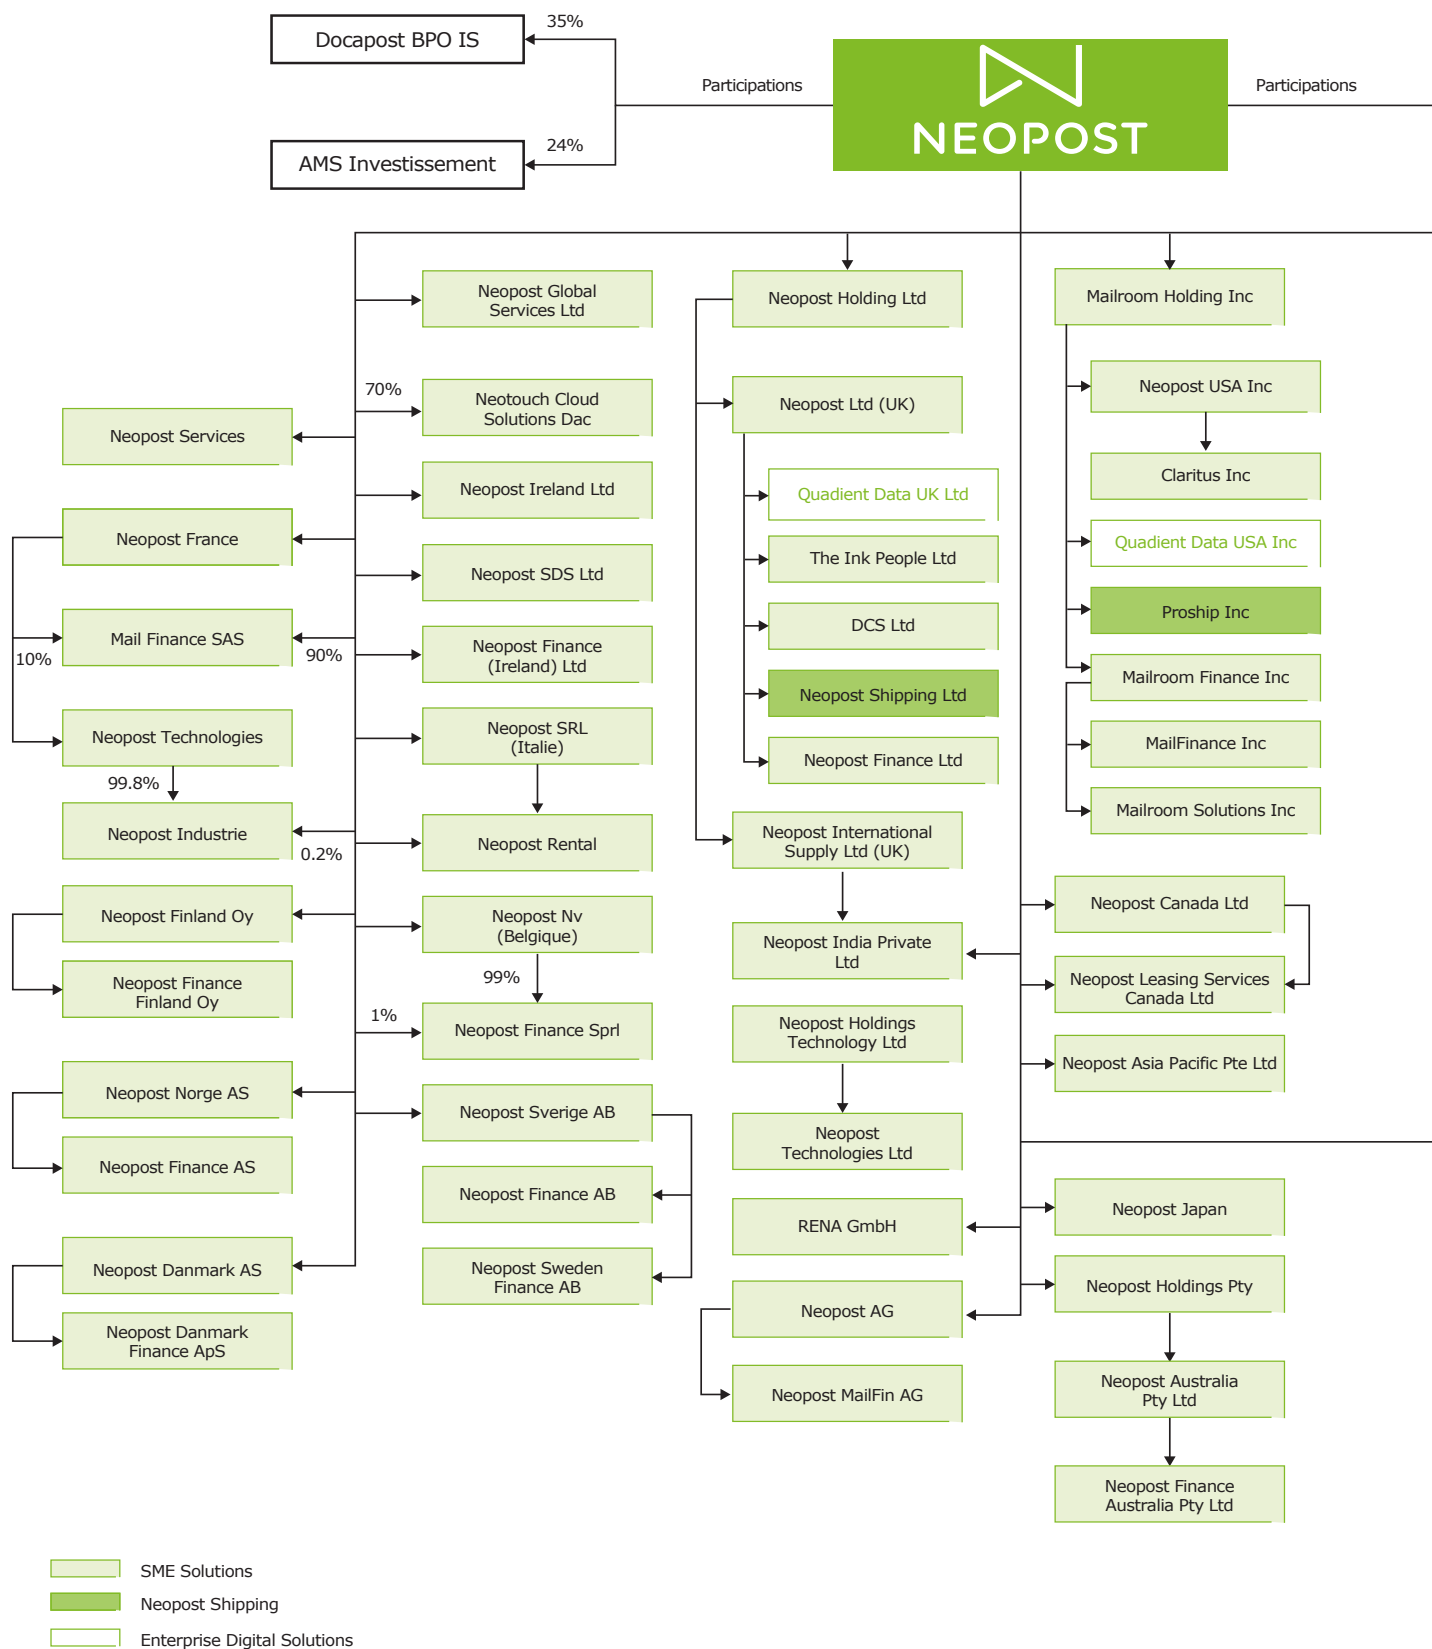 35%
Docapost BPO IS
Participations
NEOPOST
Participations
24%
AMS Investissement
Neopost Services
Neopost France
Mail Finance SAS
10%
90%
Neopost Technologies
99.8%
Neopost Industrie
0.2%
Neopost Finland Oy
Neopost Finance
Finland Oy
Neopost Norge AS
Neopost Finance AS
Neopost Danmark AS
Neopost Danmark
Finance ApS
Neopost Global
Services Ltd
70%
Neotouch Cloud
Solutions Dac
Neopost Ireland Ltd
Neopost SDS Ltd
Neopost Finance
(Ireland) Ltd
Neopost SRL
(Italie)
Neopost Rental
Neopost Nv
(Belgique)
99%
1%
Neopost Finance Sprl
Neopost Sverige AB
Neopost Finance AB
Neopost Sweden
Finance AB
Neopost Holding Ltd
Neopost Ltd (UK)
Quadient Data UK Ltd
The Ink People Ltd
DCS Ltd
Neopost Shipping Ltd
Neopost Finance Ltd
Neopost International
Supply Ltd (UK)
Neopost India Private
Ltd
Neopost Holdings
Technology Ltd
Neopost
Technologies Ltd
RENA GmbH
Neopost AG
Neopost MailFin AG
Mailroom Holding Inc
Neopost USA Inc
Claritus Inc
Quadient Data USA Inc
Proship Inc
Mailroom Finance Inc
MailFinance Inc
Mailroom Solutions Inc
Neopost Canada Ltd
Neopost Leasing Services
Canada Ltd
Neopost Asia Pacific Pte Ltd
Neopost Japan
Neopost Holdings Pty
Neopost Australia
Pty Ltd
Neopost Finance
Australia Pty Ltd
SME Solutions
Neopost Shipping
Enterprise Digital Solutions